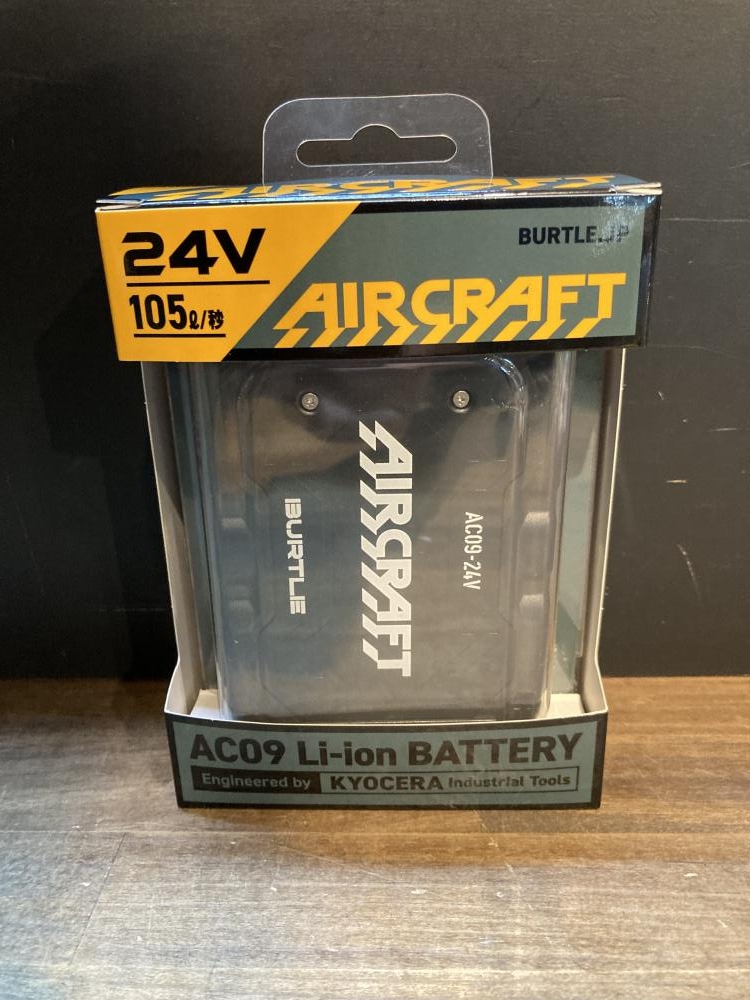 AIRCRAFT
24V
105ℓ/秒
BURTLE.JP
AIRCRAFT
AC09-24V
AIRCRAFT
BURTLE
AC09 Li-ion BATTERY
Engineered by KYOCERA Industrial Tools